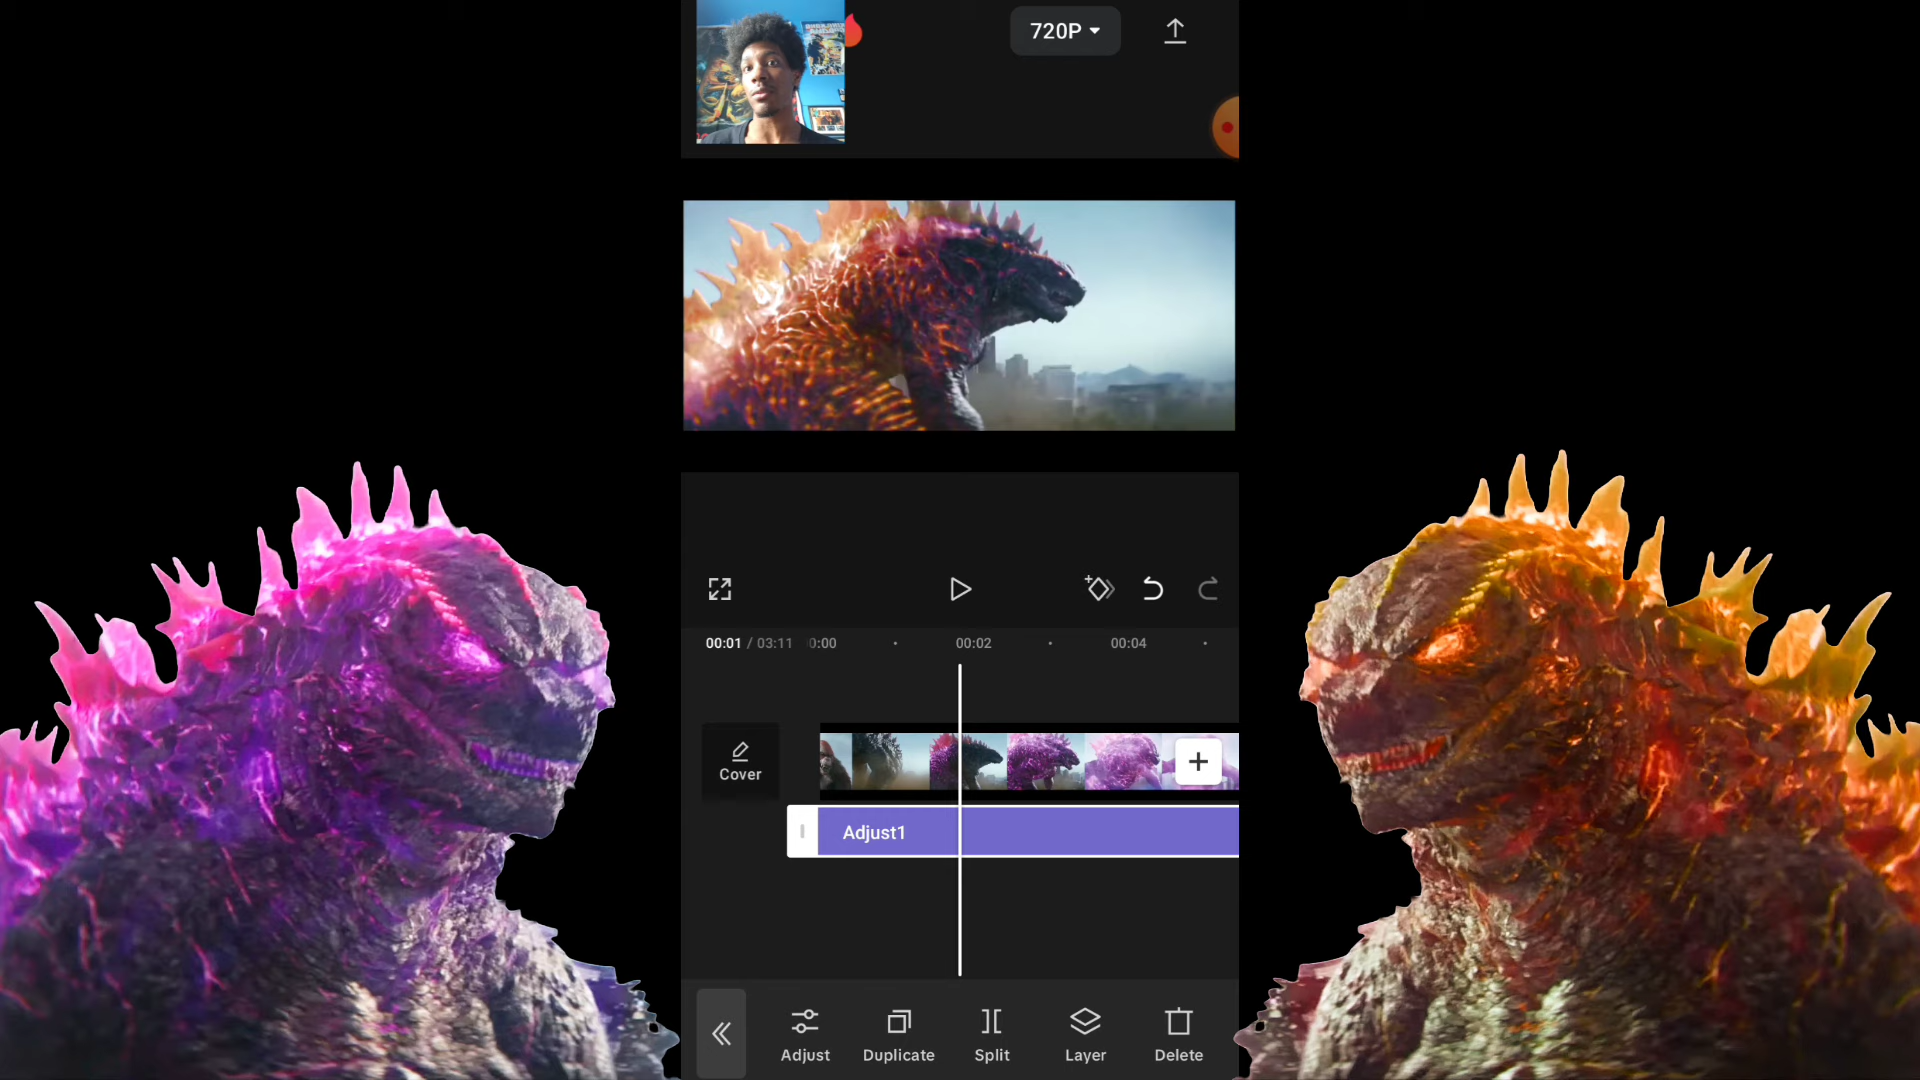 720P
00:01 / 03:11
0:00
00:02
00:04
Cover
Adjust1
Adjust
Duplicate
Split
Layer
Delete